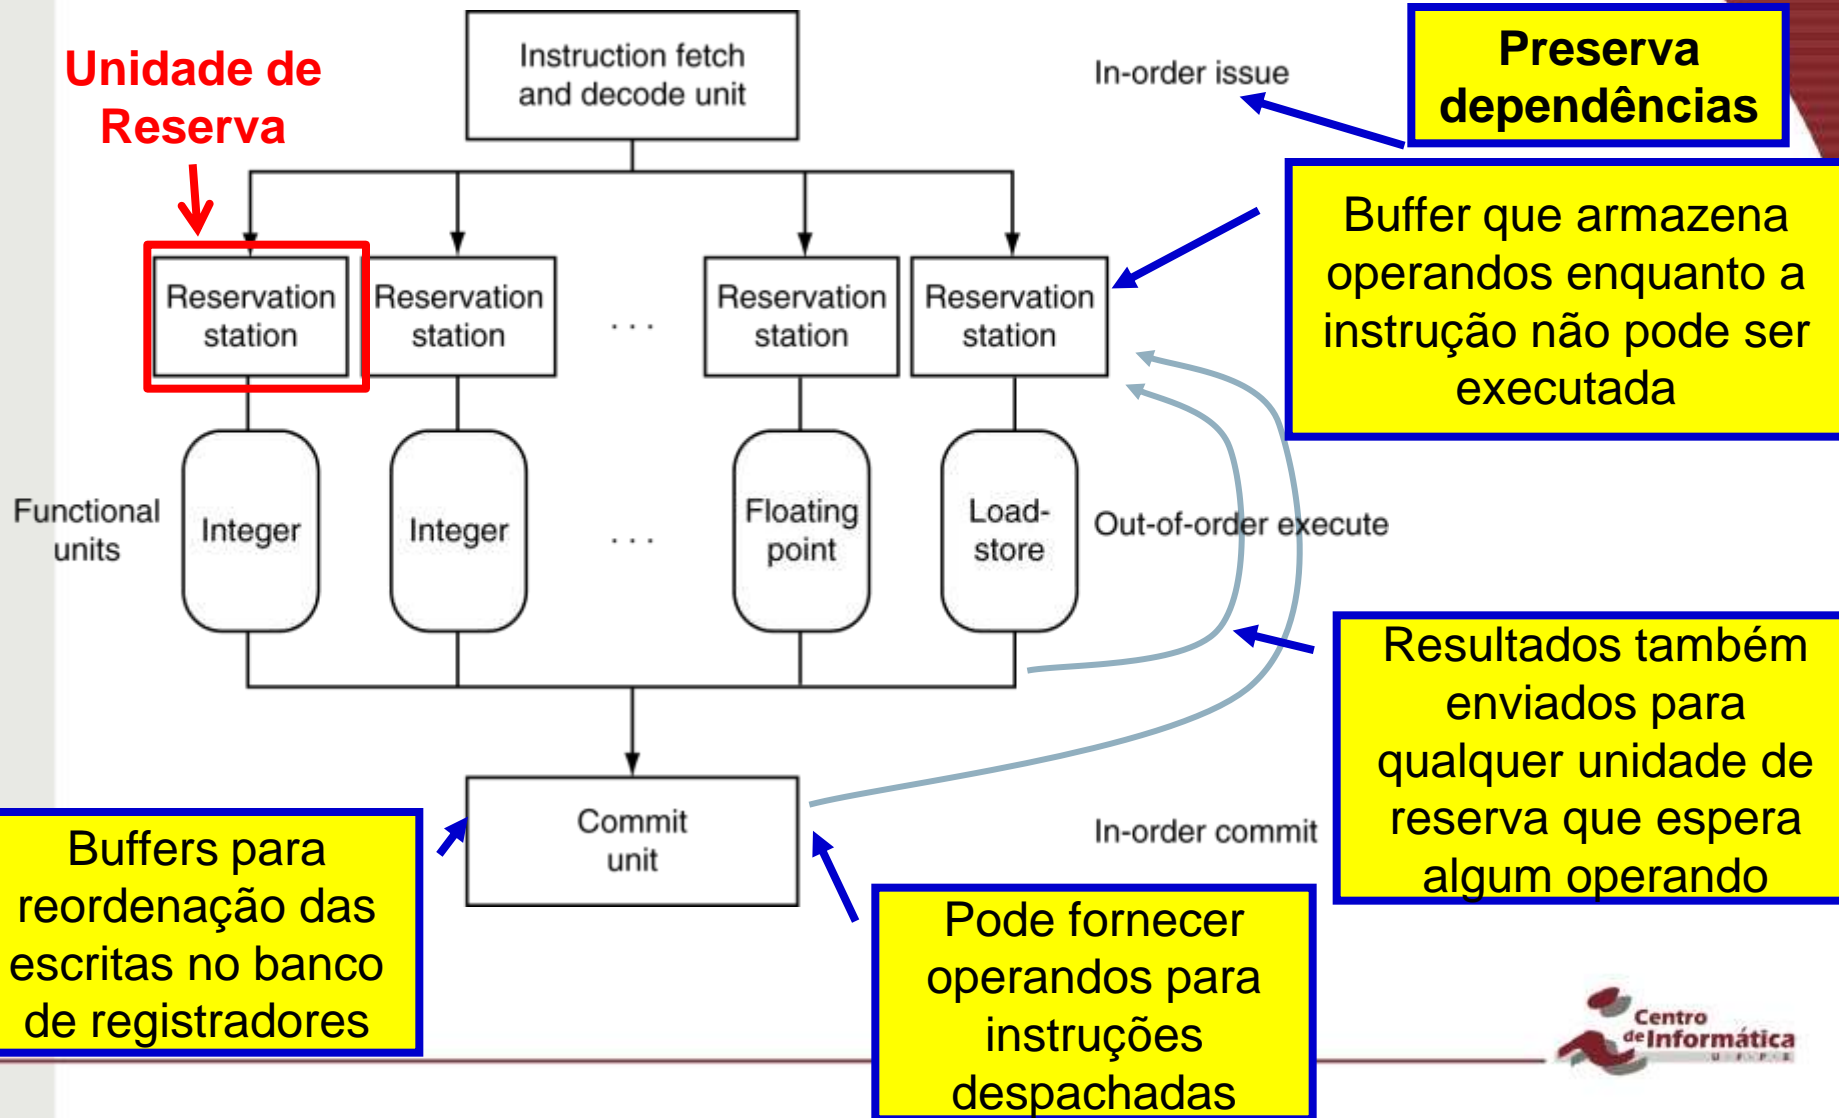 Unidade de
Reserva
Instruction fetch
and decode unit
In-order issue
Preserva
dependências
Buffer que armazena
operandos enquanto a
instrução não pode ser
executada
Reservation
station
Reservation
station
. . .
Reservation
station
Reservation
station
Functional
units
Integer
Integer
. . .
Floating
point
Load-
store
Out-of-order execute
Resultados também
enviados para
qualquer unidade de
reserva que espera
algum operando
Commit
unit
In-order commit
Buffers para
reordenação das
escritas no banco
de registradores
Pode fornecer
operandos para
instruções
despachadas
Centro
de Informática
U F P E